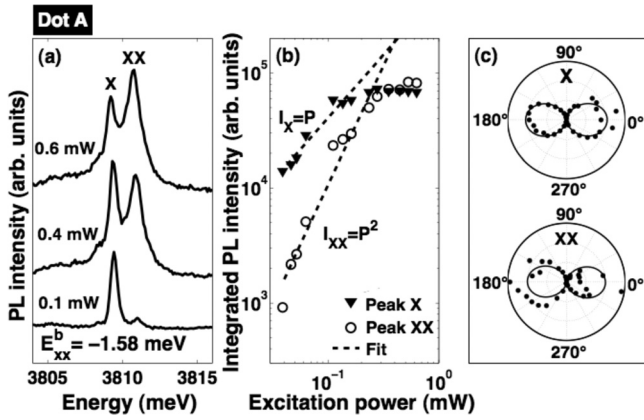 Dot A
(a)
X
XX
0.6 mW
0.4 mW
0.1 mW
E^b_xx = −1.58 meV
3805
3810
3815
Energy (meV)
PL intensity (arb. units)
(b)
10^5
10^4
10^3
I_X=P
I_XX=P^2
Peak X
Peak XX
Fit
10^−1
10^0
Excitation power (mW)
Integrated PL intensity (arb. units)
(c)
90°
X
180°
0°
270°
90°
XX
180°
0°
270°